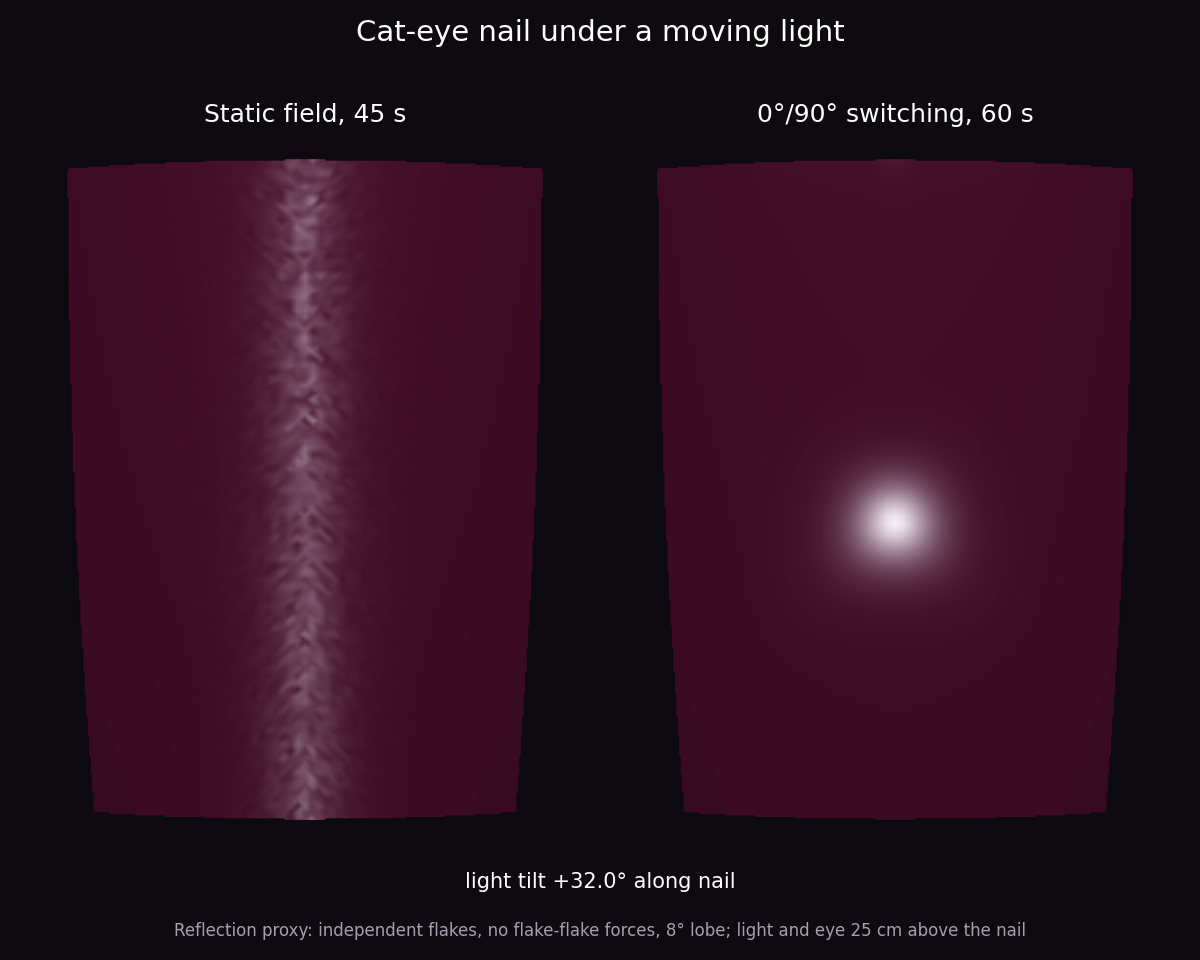 Cat-eye nail under a moving light
Static field, 45 s
0°/90° switching, 60 s
light tilt +32.0° along nail
Reflection proxy: independent flakes, no flake-flake forces, 8° lobe; light and eye 25 cm above the nail